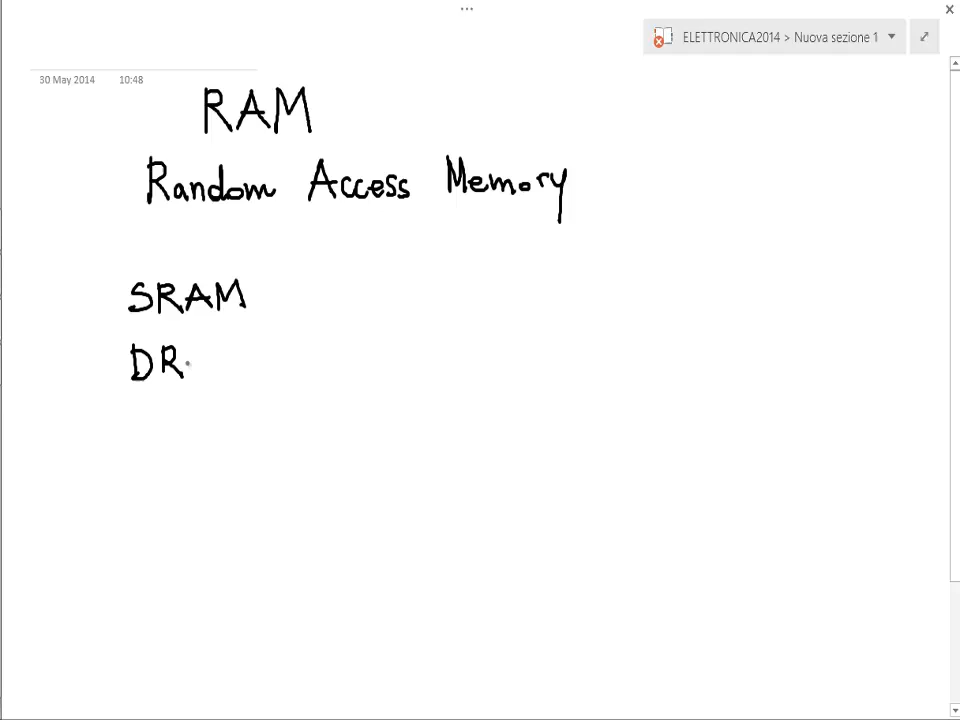 ELETTRONICA2014 > Nuova sezione 1
30 May 2014 10:48
RAM
Random Access Memory
SRAM
DR